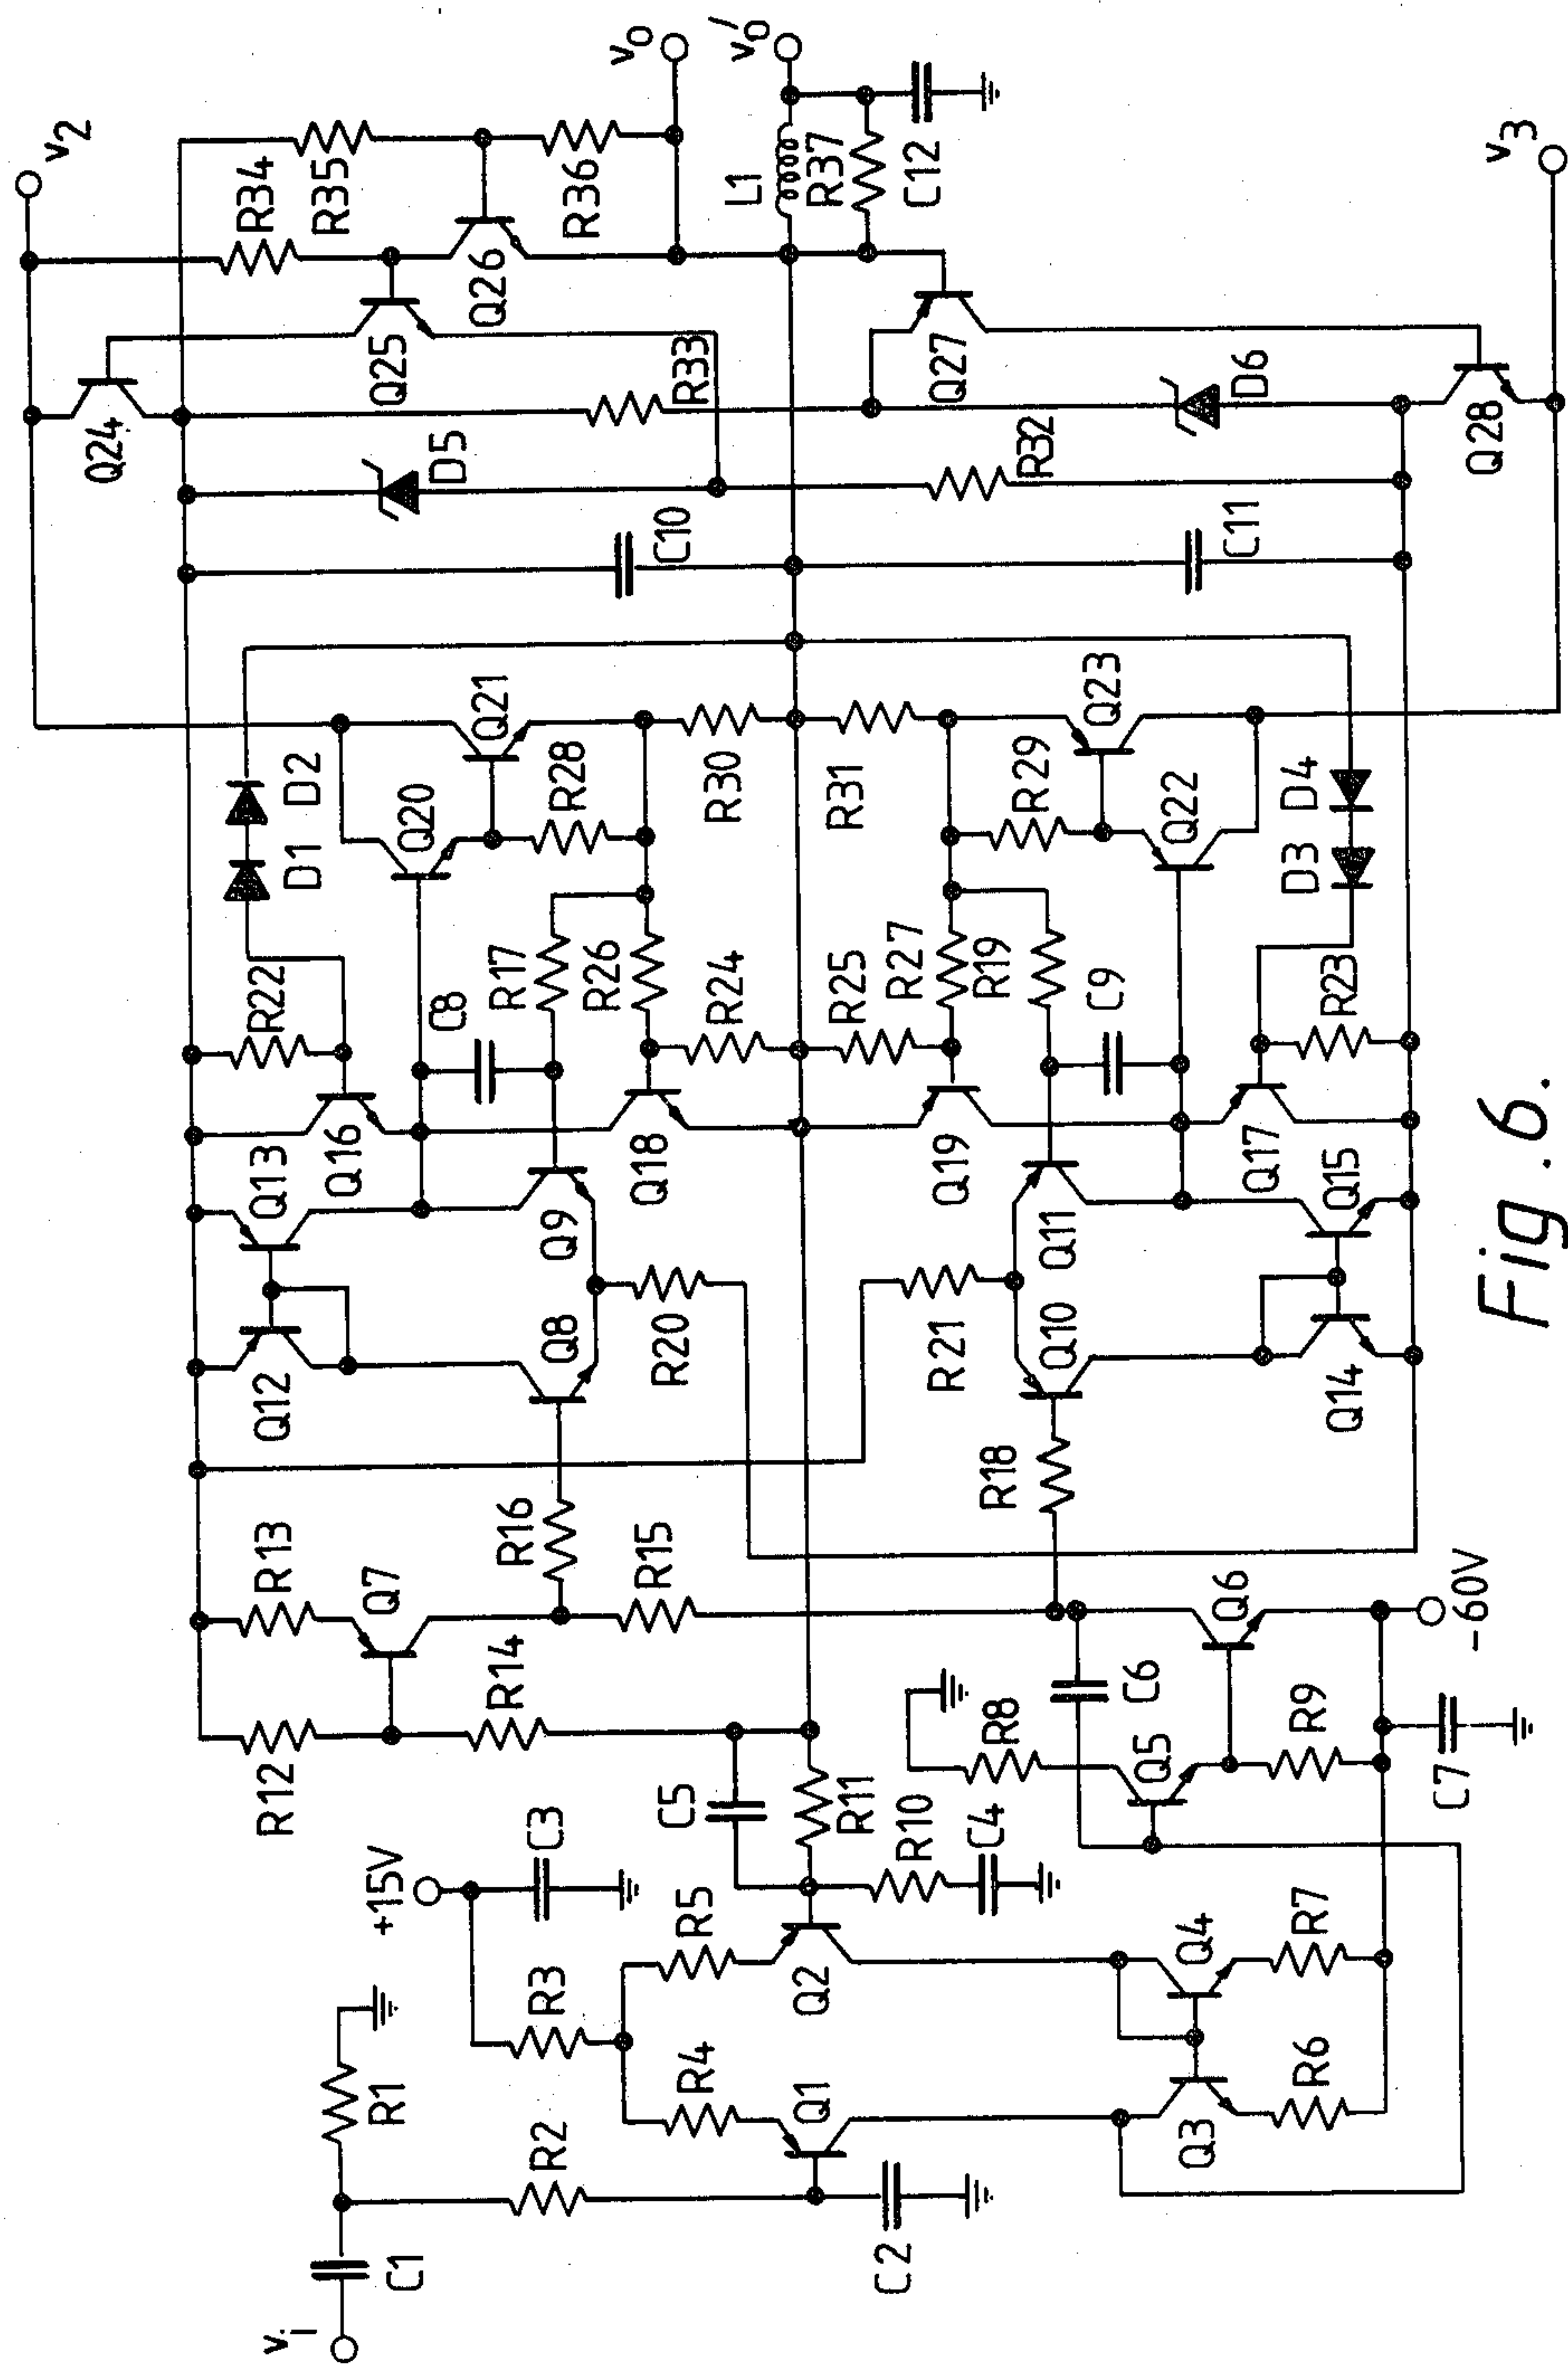 v2
v0
v0'
v3
R34
R35
R36
L1
R37
C12
Q24
Q25
Q26
Q27
Q28
R33
R32
D5
D6
C10
C11
D1
D2
D3
D4
Q20
Q21
Q22
Q23
R28
R29
R30
R31
R22
R23
R17
R26
R24
R25
R27
R19
C8
C9
Q13
Q16
Q18
Q19
Q17
Q15
Q12
Q8
Q9
Q10
Q11
Q14
R20
R21
R18
R13
Q7
R16
R15
R14
R12
C5
R11
R10
C4
R8
C6
Q5
Q6
R9
C7
-60V
+15V
C3
R3
R5
R4
Q2
Q1
Q4
Q3
R7
R6
R1
R2
C2
C1
vi
Fig.6.